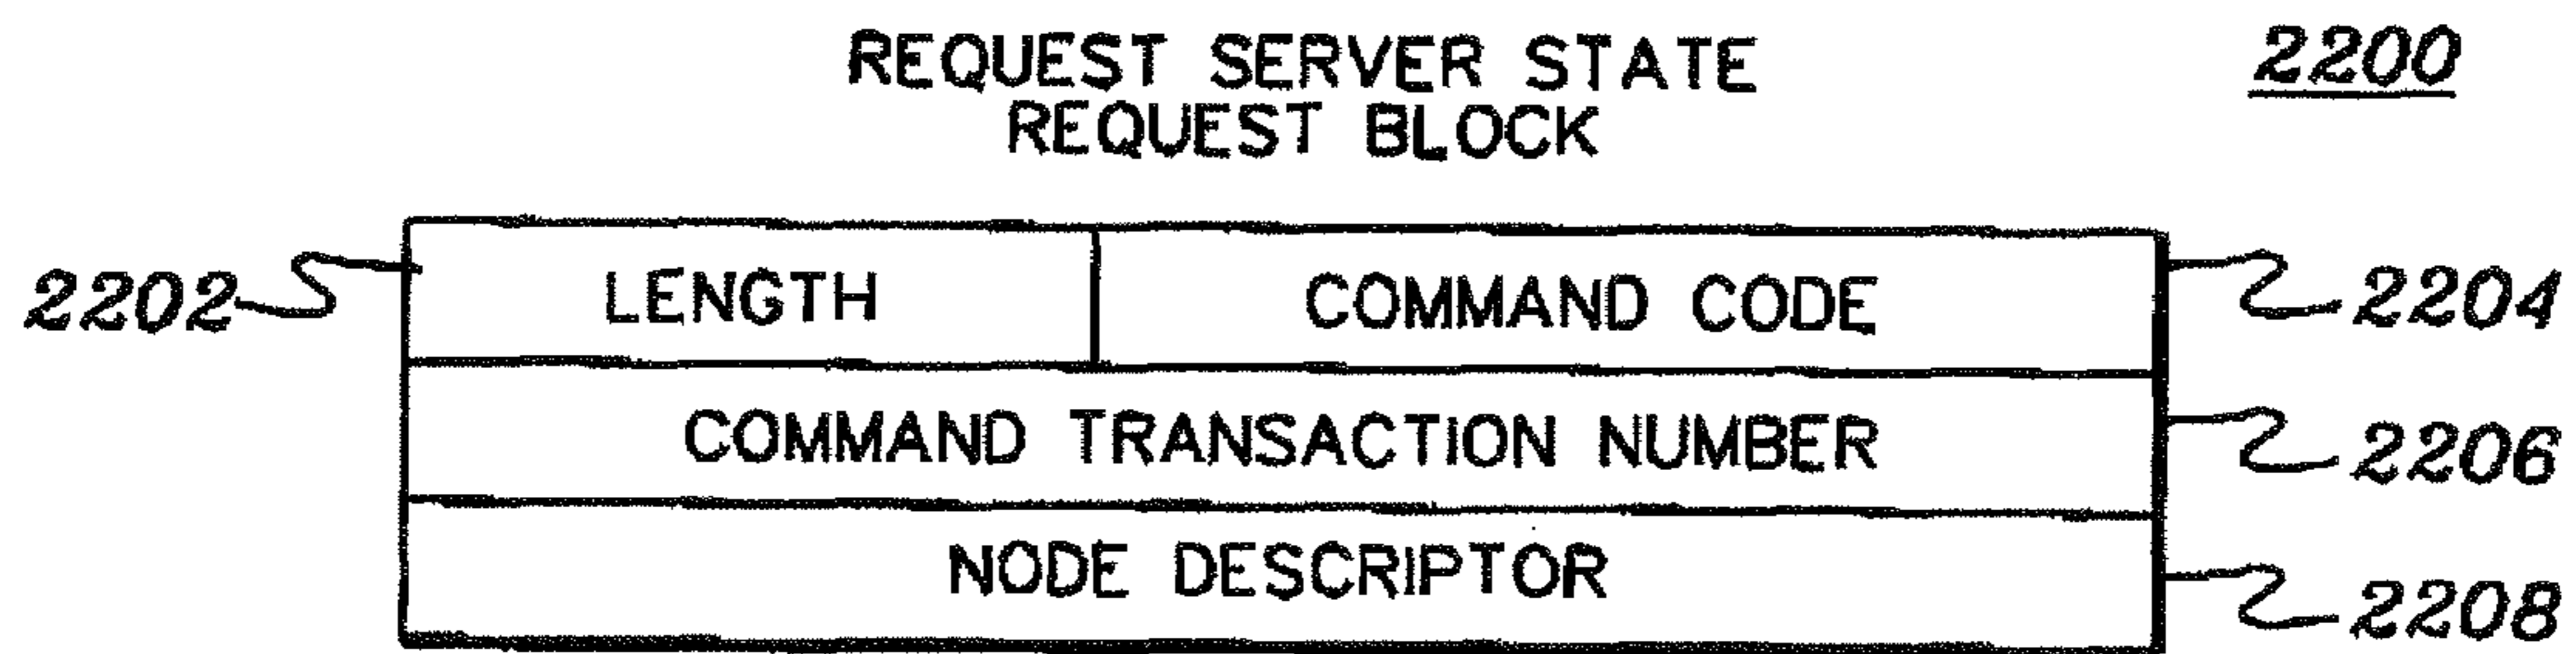 REQUEST SERVER STATE
REQUEST BLOCK
2200
2202
LENGTH
COMMAND CODE
2204
COMMAND TRANSACTION NUMBER
2206
NODE DESCRIPTOR
2208